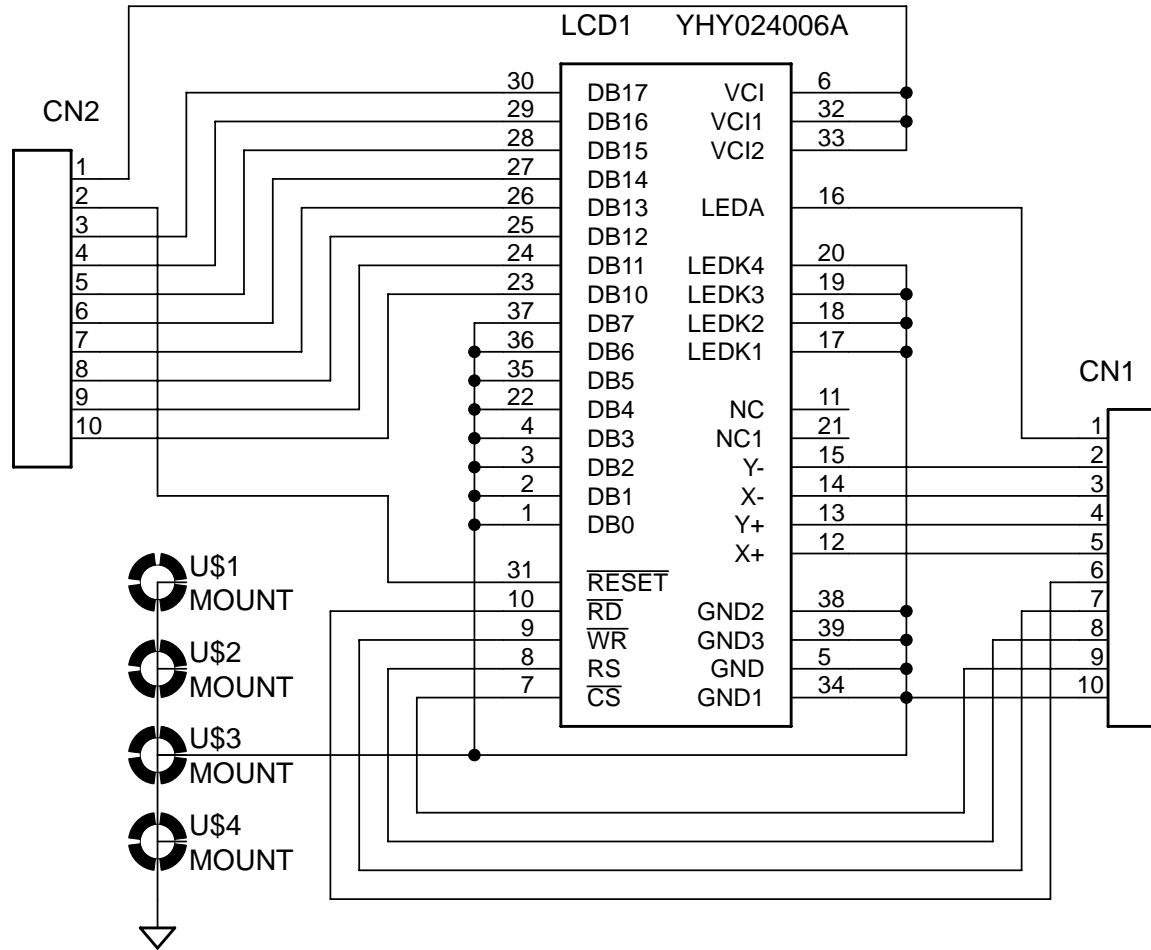 LCD1 YHY024006A
CN2
1
2
3
4
5
6
7
8
9
10
30 DB17
29 DB16
28 DB15
27 DB14
26 DB13
25 DB12
24 DB11
23 DB10
37 DB7
36 DB6
35 DB5
22 DB4
4 DB3
3 DB2
2 DB1
1 DB0
31 RESET
10 RD
9 WR
8 RS
7 CS
VCI 6
VCI1 32
VCI2 33
LEDA 16
LEDK4 20
LEDK3 19
LEDK2 18
LEDK1 17
NC 11
NC1 21
Y- 15
X- 14
Y+ 13
X+ 12
GND2 38
GND3 39
GND 5
GND1 34
CN1
1
2
3
4
5
6
7
8
9
10
U$1
MOUNT
U$2
MOUNT
U$3
MOUNT
U$4
MOUNT